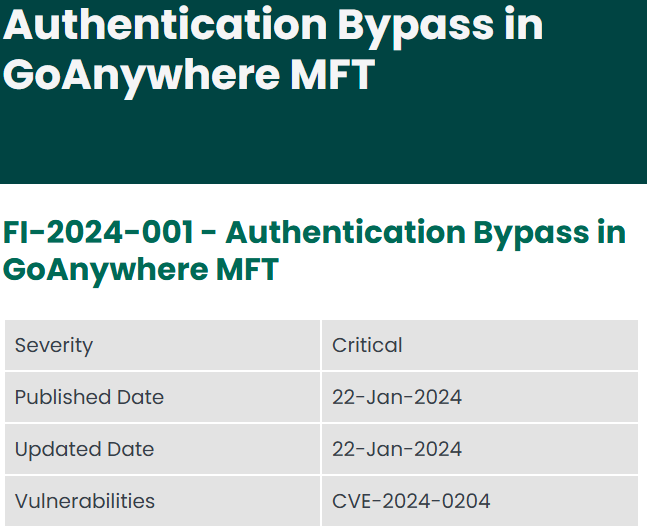 Authentication Bypass in
GoAnywhere MFT
FI-2024-001 - Authentication Bypass in
GoAnywhere MFT
Severity Critical
Published Date 22-Jan-2024
Updated Date 22-Jan-2024
Vulnerabilities CVE-2024-0204